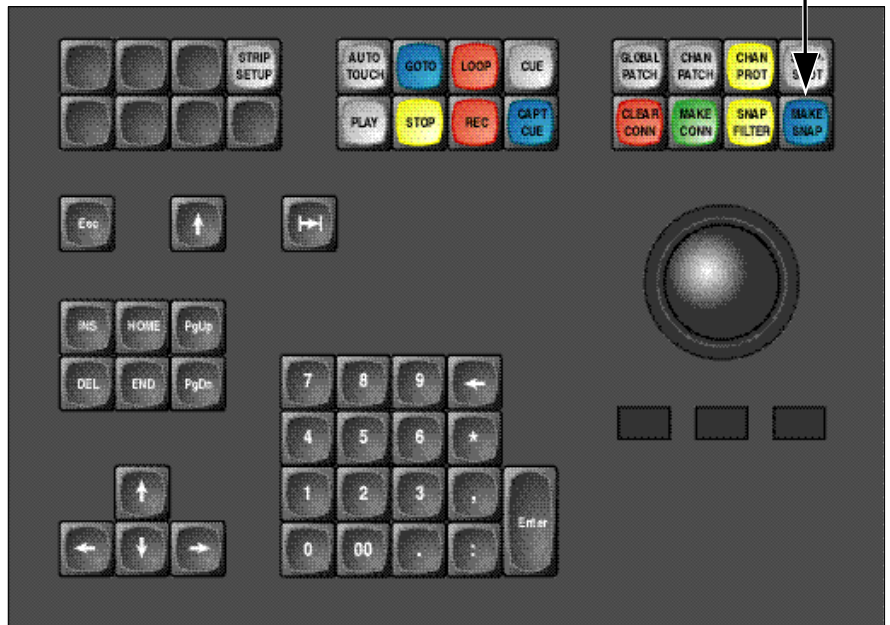 STRIP
SETUP
AUTO
TOUCH
GOTO
LOOP
CUE
PLAY
STOP
REC
CAPT
CUE
GLOBAL
PATCH
CHAN
PATCH
CHAN
PROT
CLEAR
CONN
MAKE
CONN
SNAP
FILTER
MAKE
SNAP
Esc
INS
HOME
PgUp
DEL
END
PgDn
7
8
9
4
5
6
*
1
2
3
,
Enter
0
00
.
: